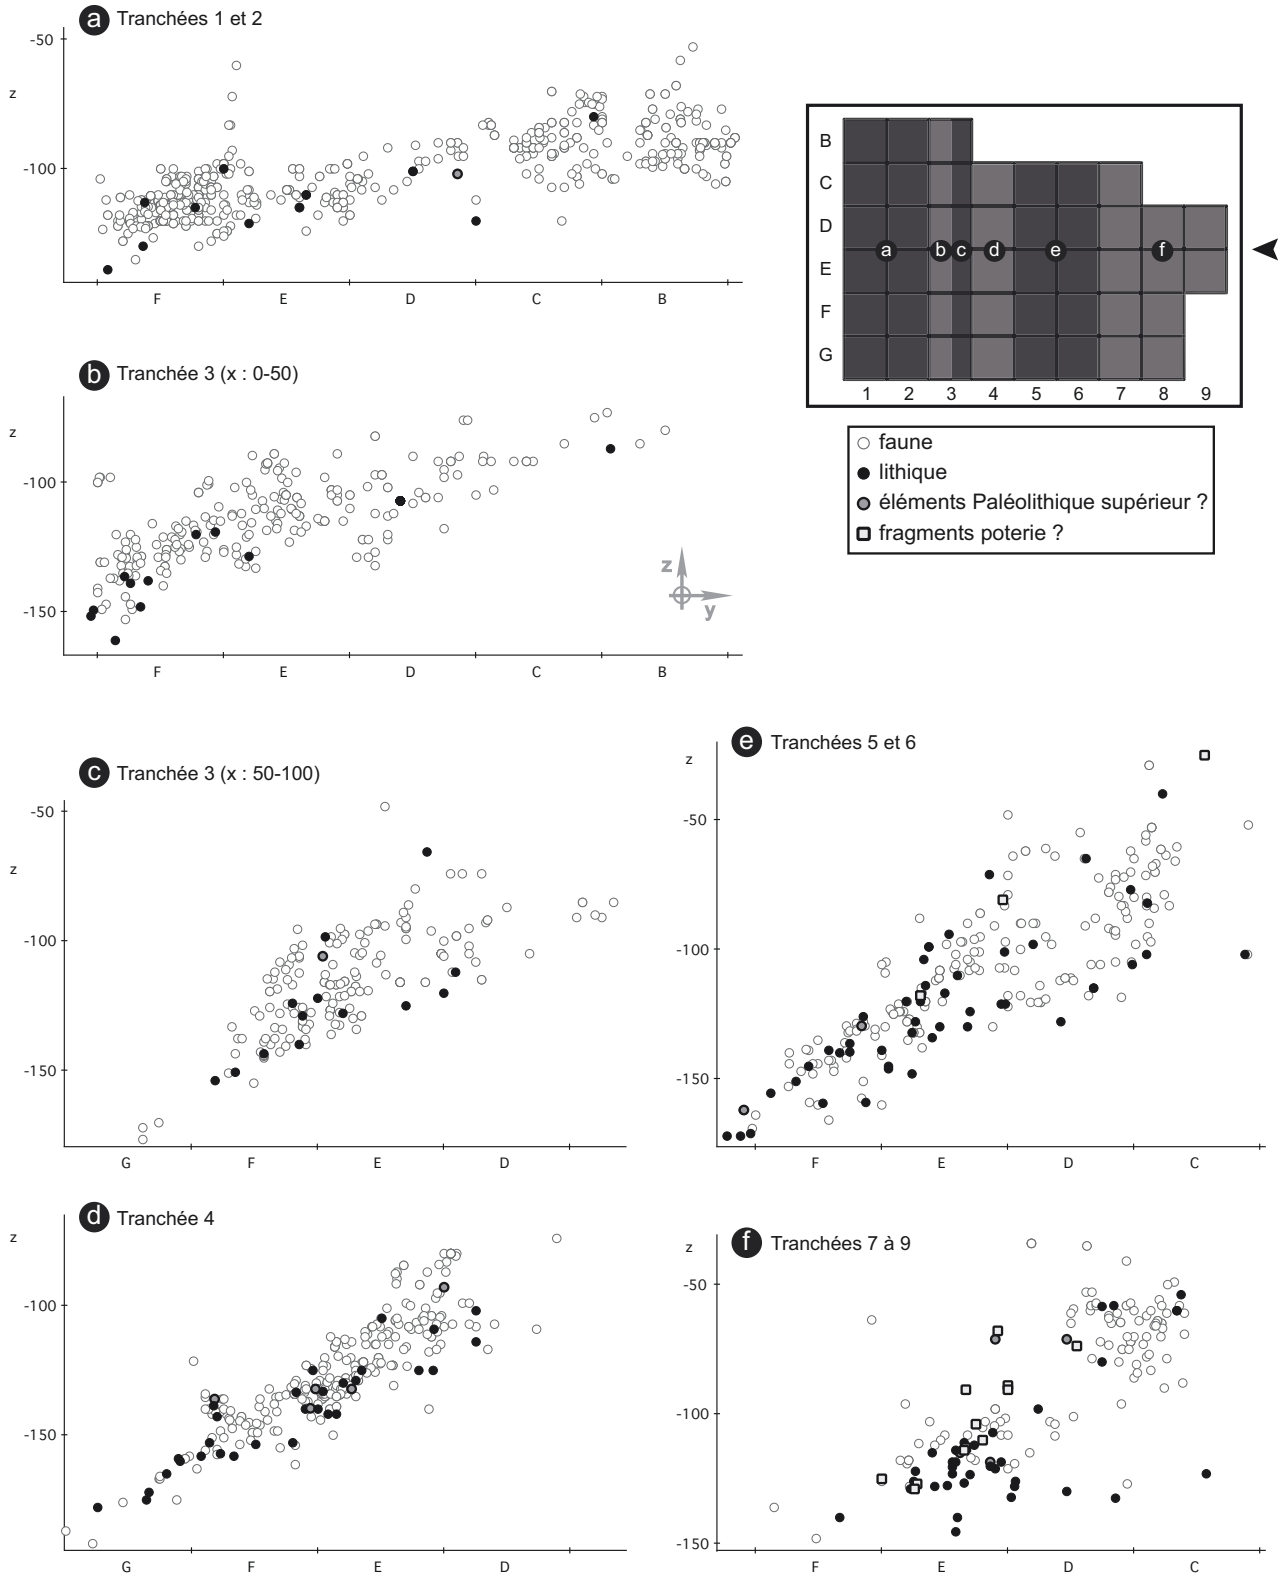 a Tranchées 1 et 2
-50
z
-100
F E D C B
B
C
D
E
F
G
a b c d e f
1 2 3 4 5 6 7 8 9
faune
lithique
éléments Paléolithique supérieur ?
fragments poterie ?
b Tranchée 3 (x : 0-50)
z
-100
-150
F E D C B
z
y
c Tranchée 3 (x : 50-100)
-50
z
-100
-150
G F E D
e Tranchées 5 et 6
z
-50
-100
-150
F E D C
d Tranchée 4
z
-100
-150
G F E D
f Tranchées 7 à 9
z
-50
-100
-150
F E D C